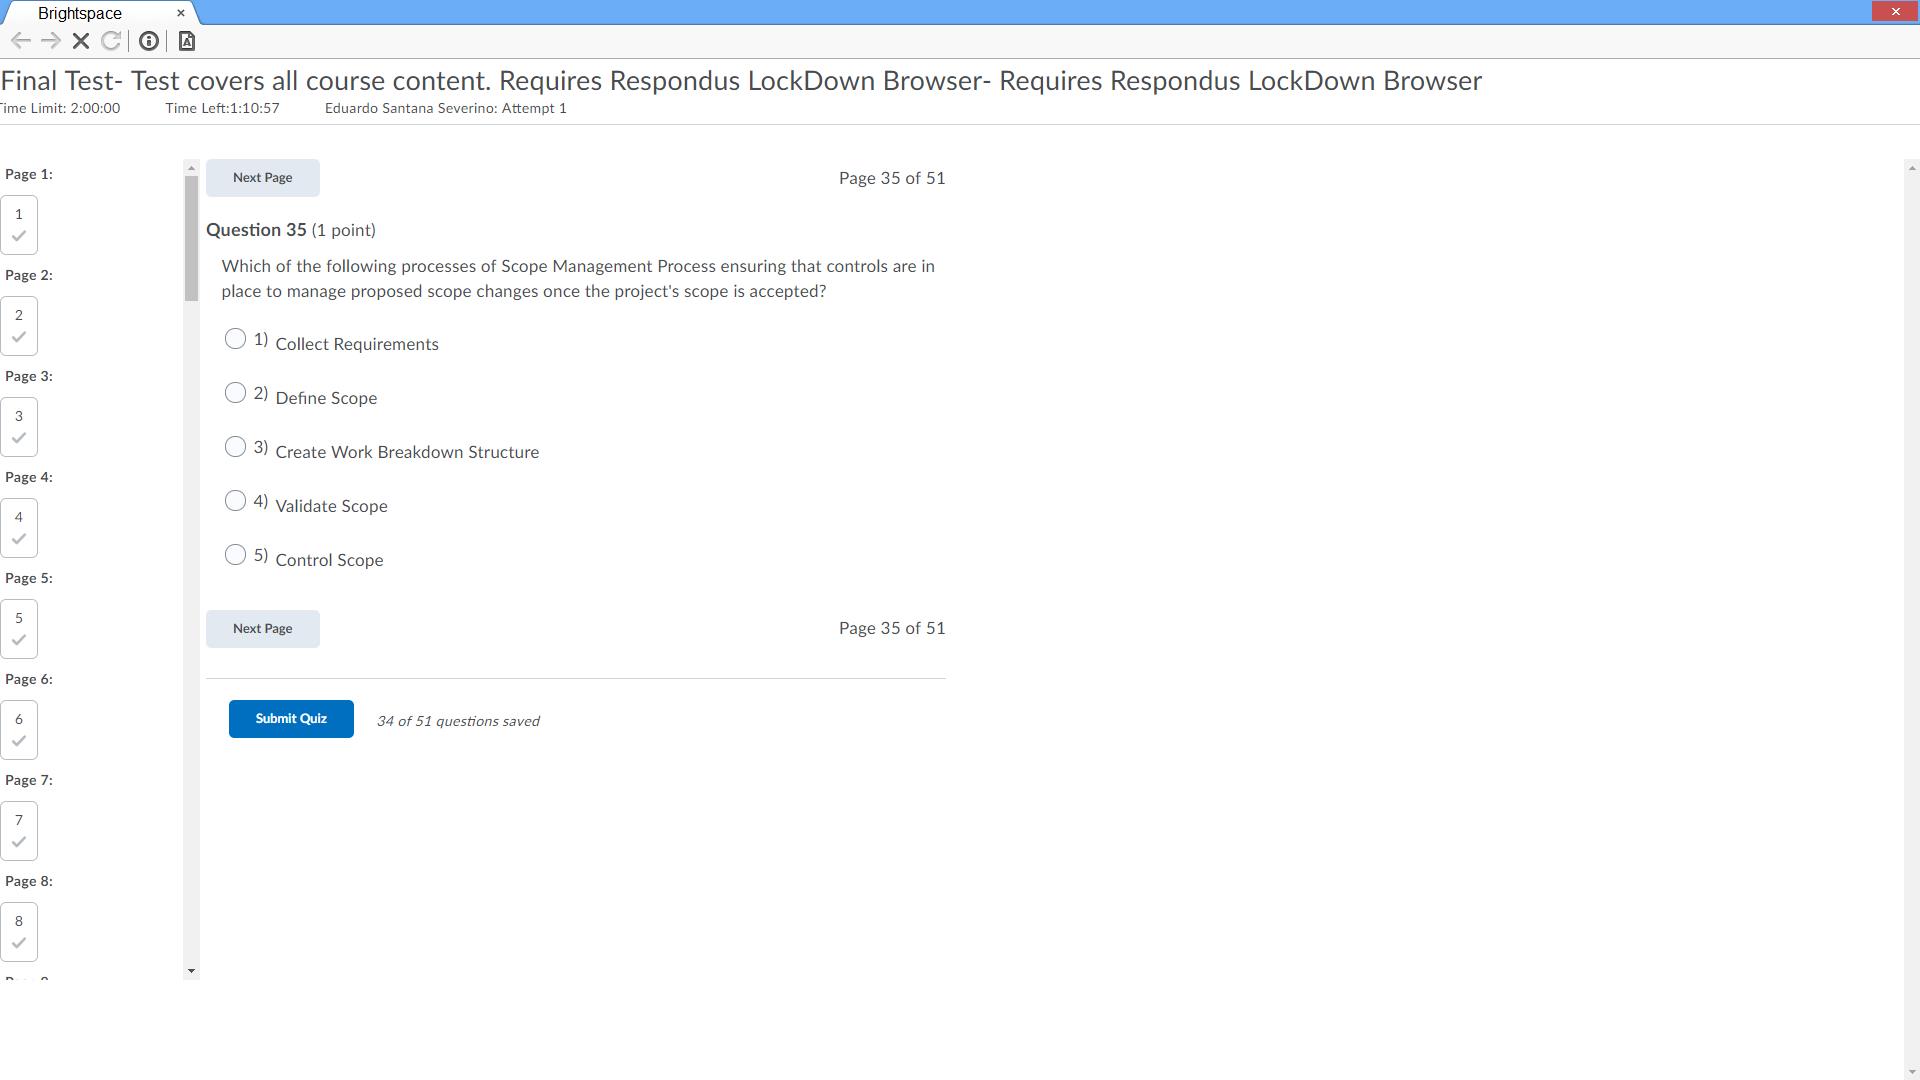 Brightspace
Final Test- Test covers all course content. Requires Respondus LockDown Browser- Requires Respondus LockDown Browser
Time Limit: 2:00:00 Time Left:1:10:57 Eduardo Santana Severino: Attempt 1
Page 1:
1
Page 2:
2
Page 3:
3
Page 4:
4
Page 5:
5
Page 6:
6
Page 7:
7
Page 8:
8
Next Page Page 35 of 51
Question 35 (1 point)
Which of the following processes of Scope Management Process ensuring that controls are in
place to manage proposed scope changes once the project's scope is accepted?
1) Collect Requirements
2) Define Scope
3) Create Work Breakdown Structure
4) Validate Scope
5) Control Scope
Next Page Page 35 of 51
Submit Quiz 34 of 51 questions saved